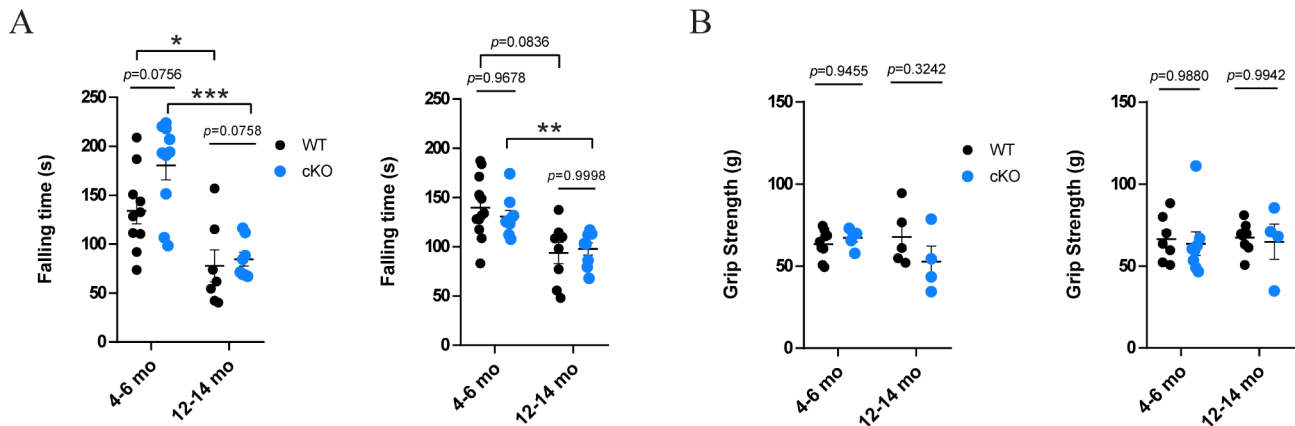 A
*
p=0.0756
***
p=0.0758
250
200
150
100
50
0
Falling time (s)
4-6 mo
12-14 mo
WT
cKO
p=0.0836
p=0.9678
**
p=0.9998
250
200
150
100
50
0
Falling time (s)
4-6 mo
12-14 mo
B
p=0.9455
p=0.3242
150
100
50
0
Grip Strength (g)
4-6 mo
12-14 mo
WT
cKO
p=0.9880
p=0.9942
150
100
50
0
Grip Strength (g)
4-6 mo
12-14 mo